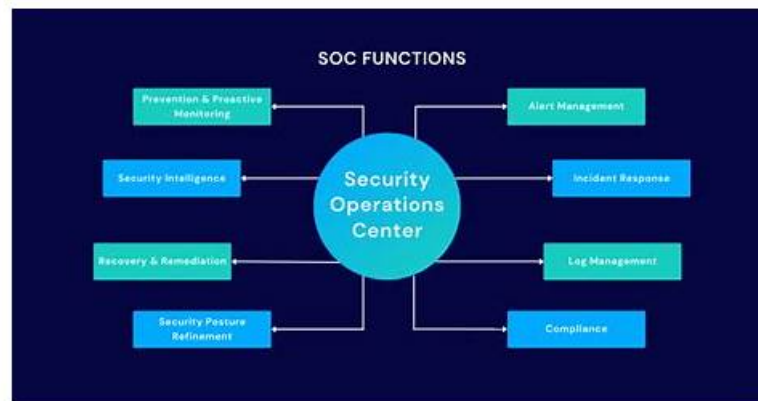 SOC FUNCTIONS
Prevention & Proactive
Monitoring
Alert Management
Security Intelligence
Incident Response
Security
Operations
Center
Recovery & Remediation
Log Management
Security Posture
Refinement
Compliance